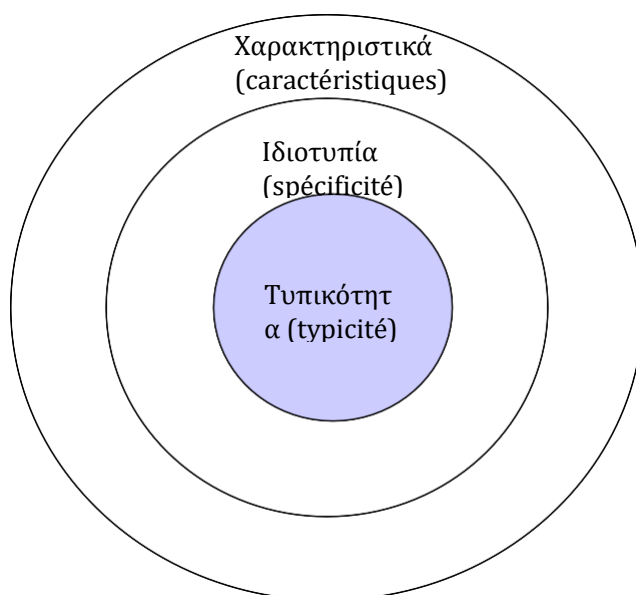 Χαρακτηριστικά
(caractéristiques)
Ιδιοτυπία
(spécificité)
Τυπικότητ
α (typicité)